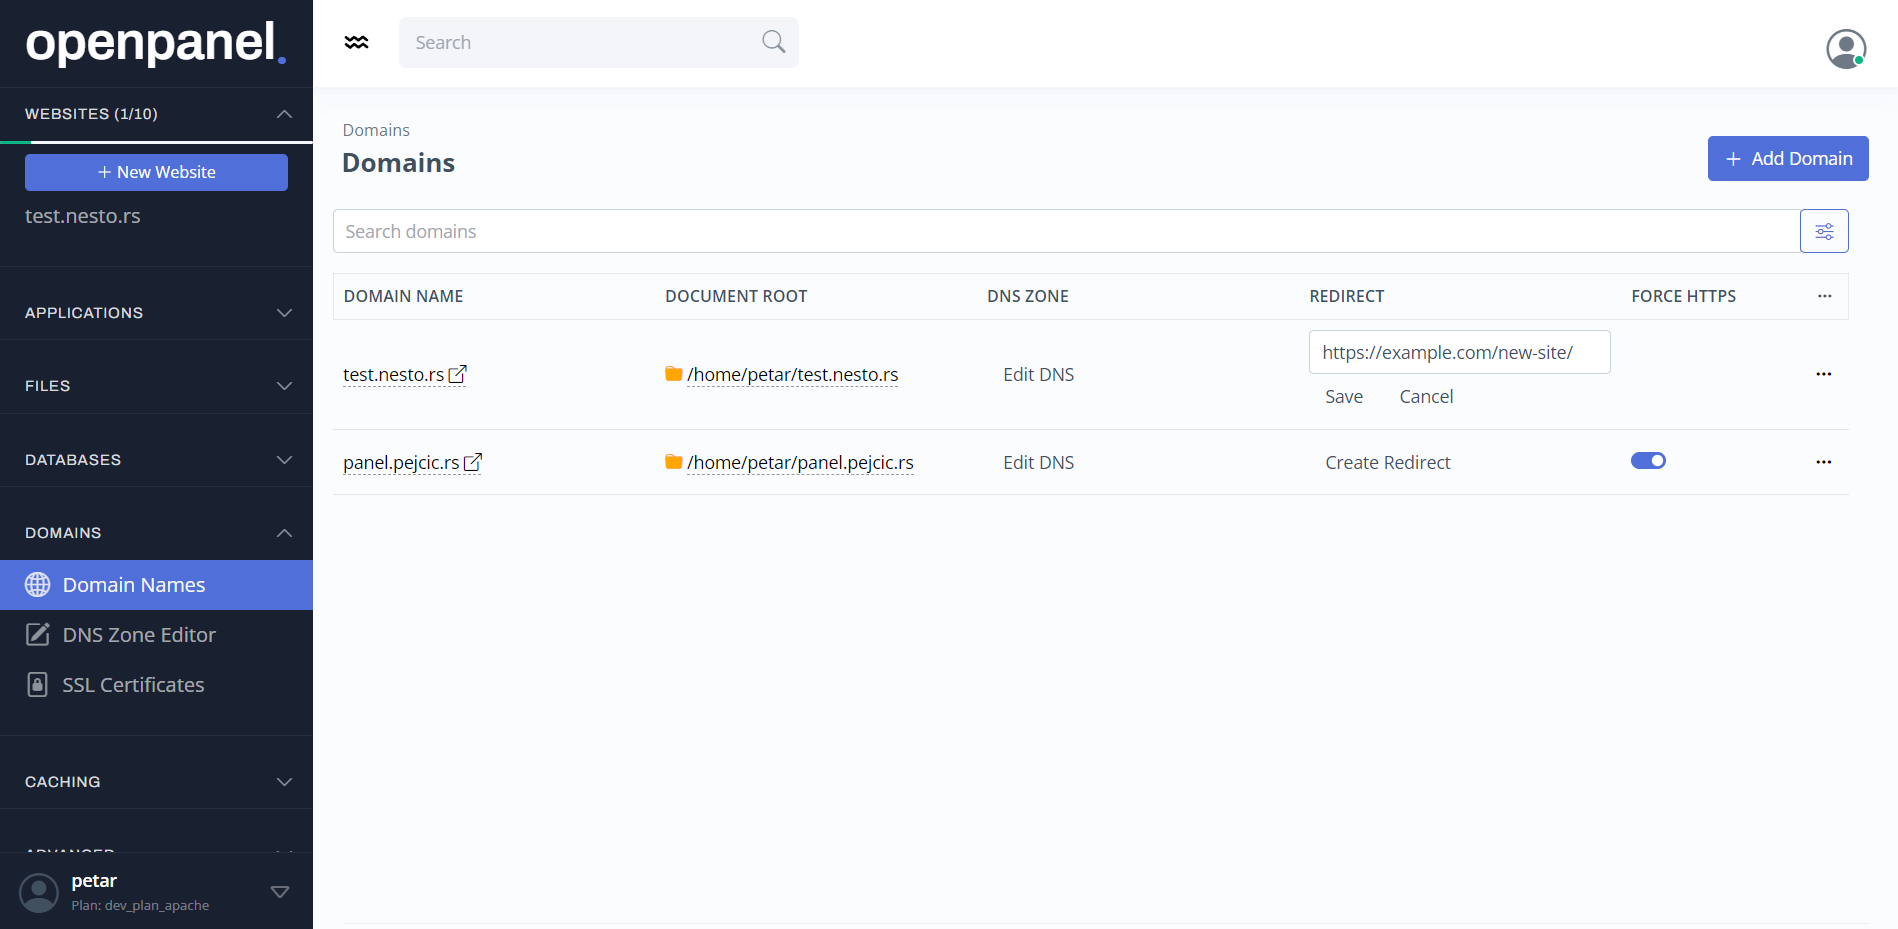 openpanel.
Search
WEBSITES (1/10)
+ New Website
test.nesto.rs
APPLICATIONS
FILES
DATABASES
DOMAINS
Domain Names
DNS Zone Editor
SSL Certificates
CACHING
ADVANCED
petar
Plan: dev_plan_apache
Domains
Domains
+ Add Domain
Search domains
DOMAIN NAME DOCUMENT ROOT DNS ZONE REDIRECT FORCE HTTPS ...
https://example.com/new-site/
test.nesto.rs /home/petar/test.nesto.rs Edit DNS ...
Save Cancel
panel.pejcic.rs /home/petar/panel.pejcic.rs Edit DNS Create Redirect ...